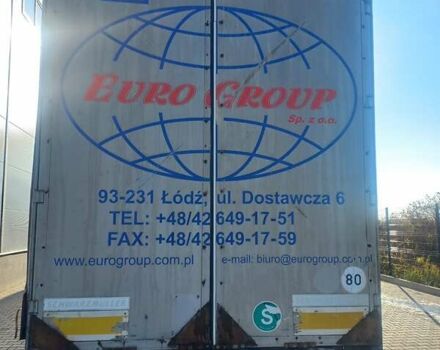 EURO GROUP
Sp. z o.o.
93-231 Łódź, ul. Dostawcza 6
TEL: +48/42 649-17-51
FAX: +48/42 649-17-59
www.eurogroup.com.pl e-mail: biuro@eurogroup.com.pl
80
SCHWARZMÜLLER
S